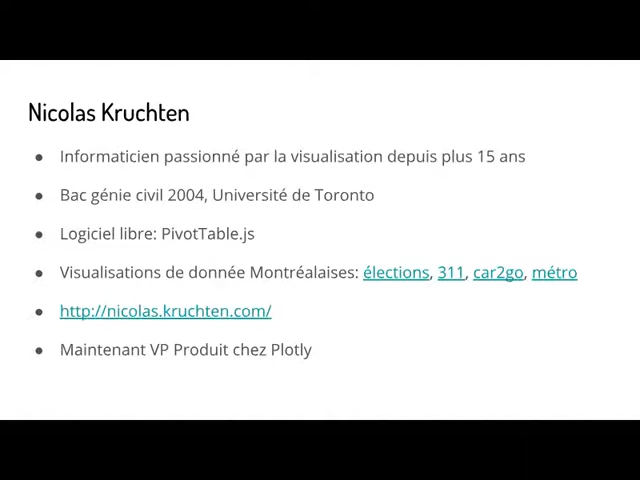 Nicolas Kruchten
● Informaticien passionné par la visualisation depuis plus 15 ans
● Bac génie civil 2004, Université de Toronto
● Logiciel libre: PivotTable.js
● Visualisations de donnée Montréalaises: élections, 311, car2go, métro
● http://nicolas.kruchten.com/
● Maintenant VP Produit chez Plotly